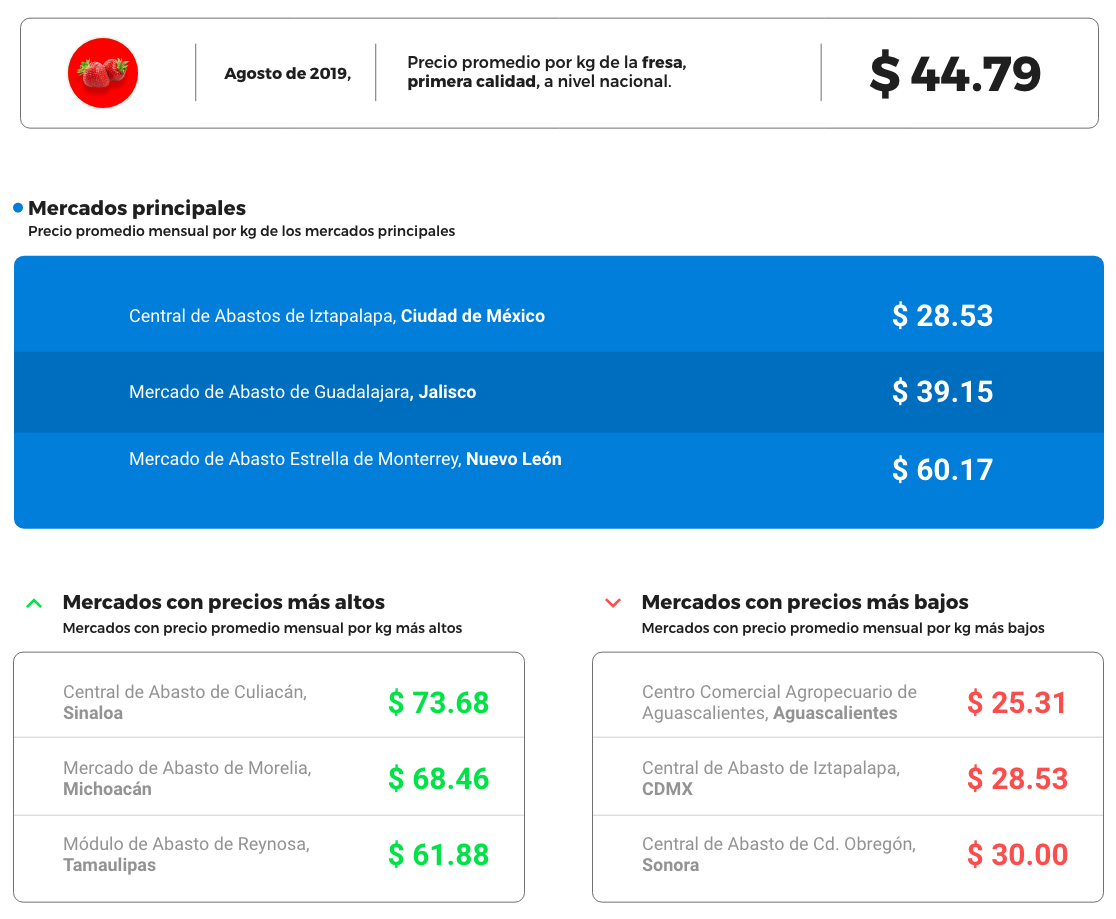 Agosto de 2019,
Precio promedio por kg de la fresa,
primera calidad, a nivel nacional.
$ 44.79
Mercados principales
Precio promedio mensual por kg de los mercados principales
Central de Abastos de Iztapalapa, Ciudad de México
$ 28.53
Mercado de Abasto de Guadalajara, Jalisco
$ 39.15
Mercado de Abasto Estrella de Monterrey, Nuevo León
$ 60.17
Mercados con precios más altos
Mercados con precio promedio mensual por kg más altos
Central de Abasto de Culiacán,
Sinaloa
$ 73.68
Mercado de Abasto de Morelia,
Michoacán
$ 68.46
Módulo de Abasto de Reynosa,
Tamaulipas
$ 61.88
Mercados con precios más bajos
Mercados con precio promedio mensual por kg más bajos
Centro Comercial Agropecuario de
Aguascalientes, Aguascalientes
$ 25.31
Central de Abasto de Iztapalapa,
CDMX
$ 28.53
Central de Abasto de Cd. Obregón,
Sonora
$ 30.00